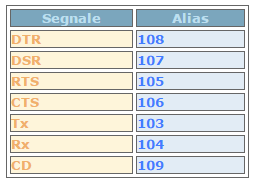 Segnale Alias
DTR 108
DSR 107
RTS 105
CTS 106
Tx 103
Rx 104
CD 109